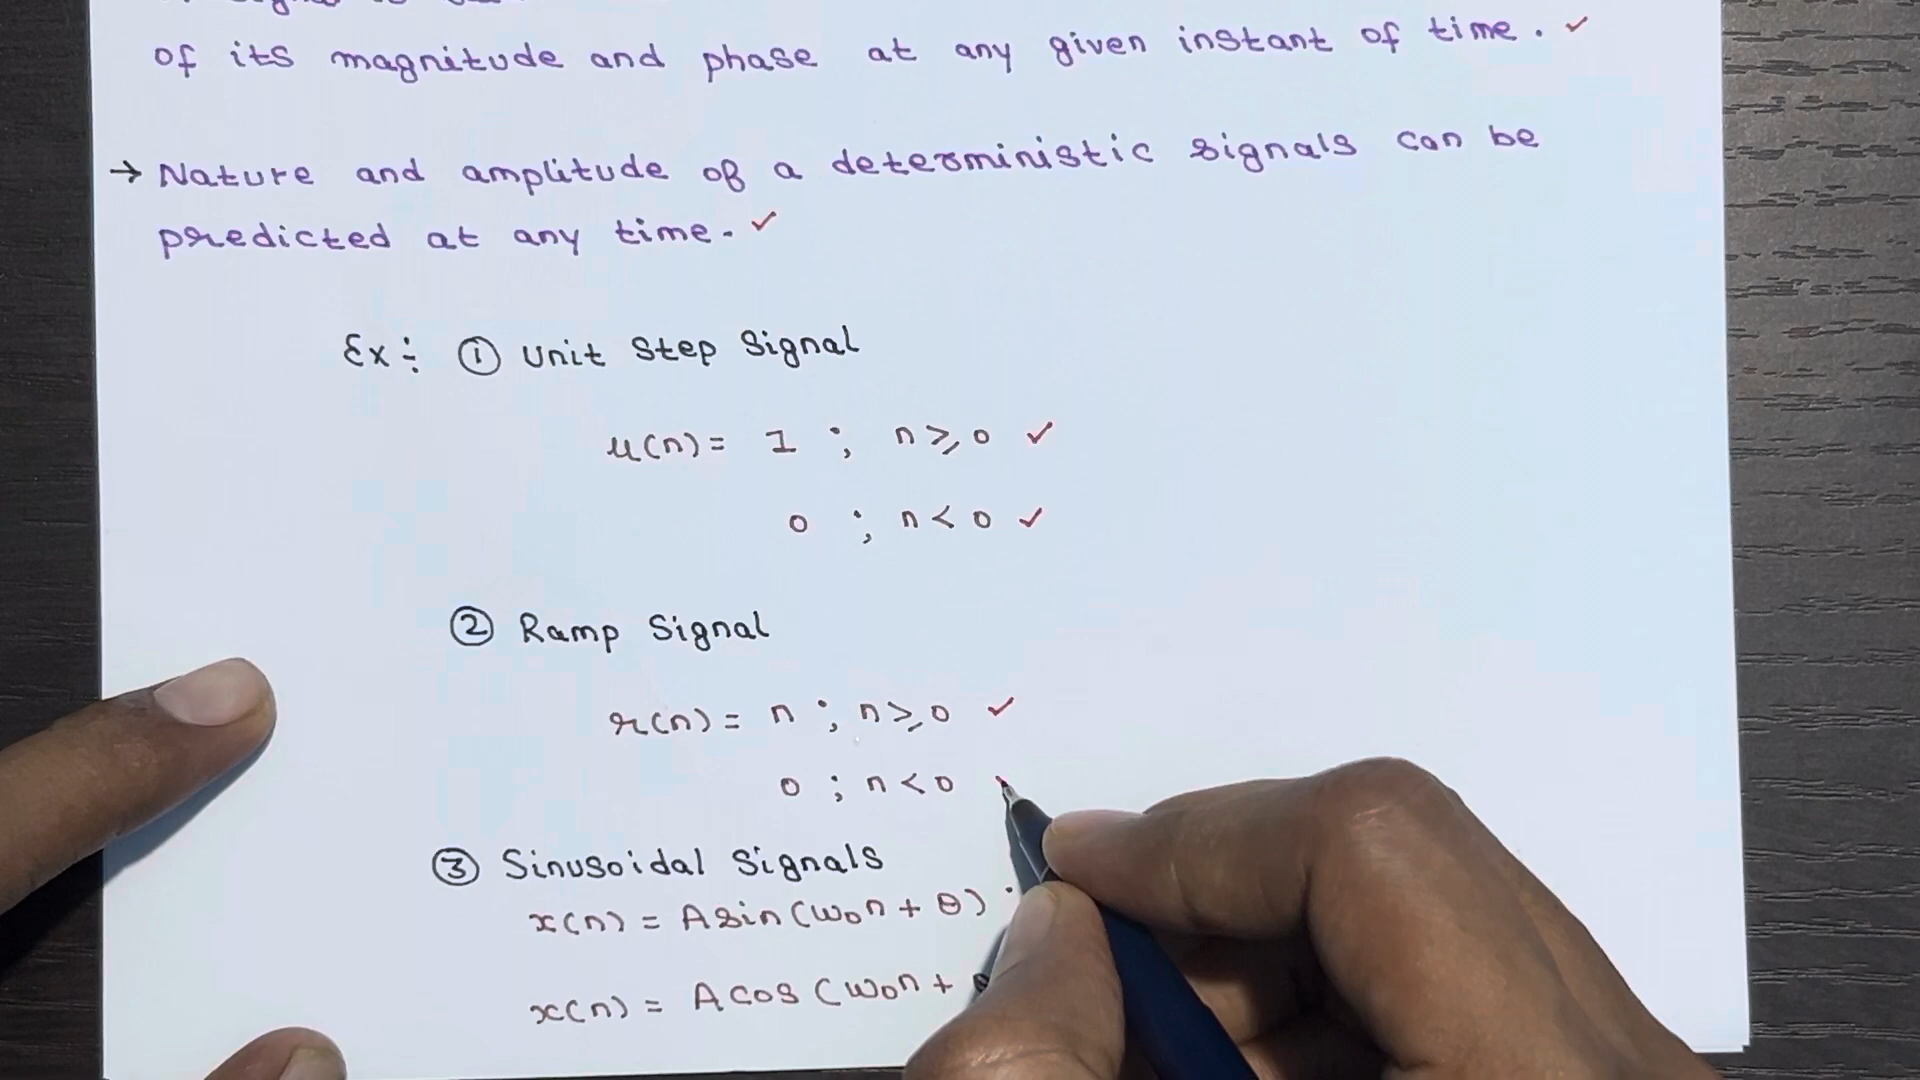 of its magnitude and phase at any given instant of time. ✓
→ Nature and amplitude of a deterministic signals can be
predicted at any time. ✓
Ex: ① Unit Step Signal
u(n) = 1 ; n ≥ 0 ✓
0 ; n < 0 ✓
② Ramp Signal
r(n) = n ; n ≥ 0 ✓
0 ; n < 0
③ Sinusoidal Signals
x(n) = A sin(ω₀n + θ)
x(n) = A cos(ω₀n +